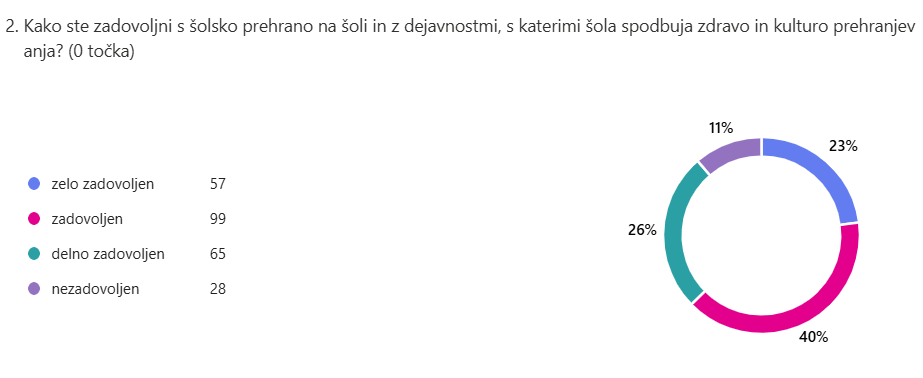 2. Kako ste zadovoljni s šolsko prehrano na šoli in z dejavnostmi, s katerimi šola spodbuja zdravo in kulturo prehranjev
anja? (0 točka)
zelo zadovoljen 57
zadovoljen 99
delno zadovoljen 65
nezadovoljen 28
11%
23%
26%
40%